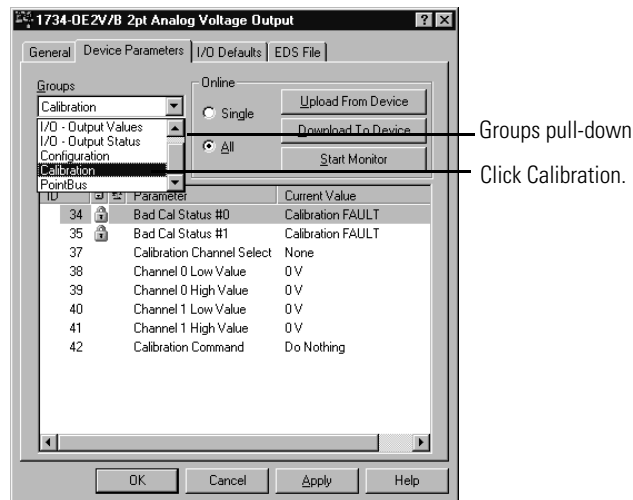 1734-OE2V/B 2pt Analog Voltage Output
General Device Parameters I/O Defaults EDS File
Groups
Calibration
I/O - Output Values
I/O - Output Status
Configuration
Calibration
PointBus
Online
Single
All
Upload From Device
Download To Device
Start Monitor
Groups pull-down
Click Calibration.
ID Parameter Current Value
34 Bad Cal Status #0 Calibration FAULT
35 Bad Cal Status #1 Calibration FAULT
37 Calibration Channel Select None
38 Channel 0 Low Value 0 V
39 Channel 0 High Value 0 V
40 Channel 1 Low Value 0 V
41 Channel 1 High Value 0 V
42 Calibration Command Do Nothing
OK Cancel Apply Help